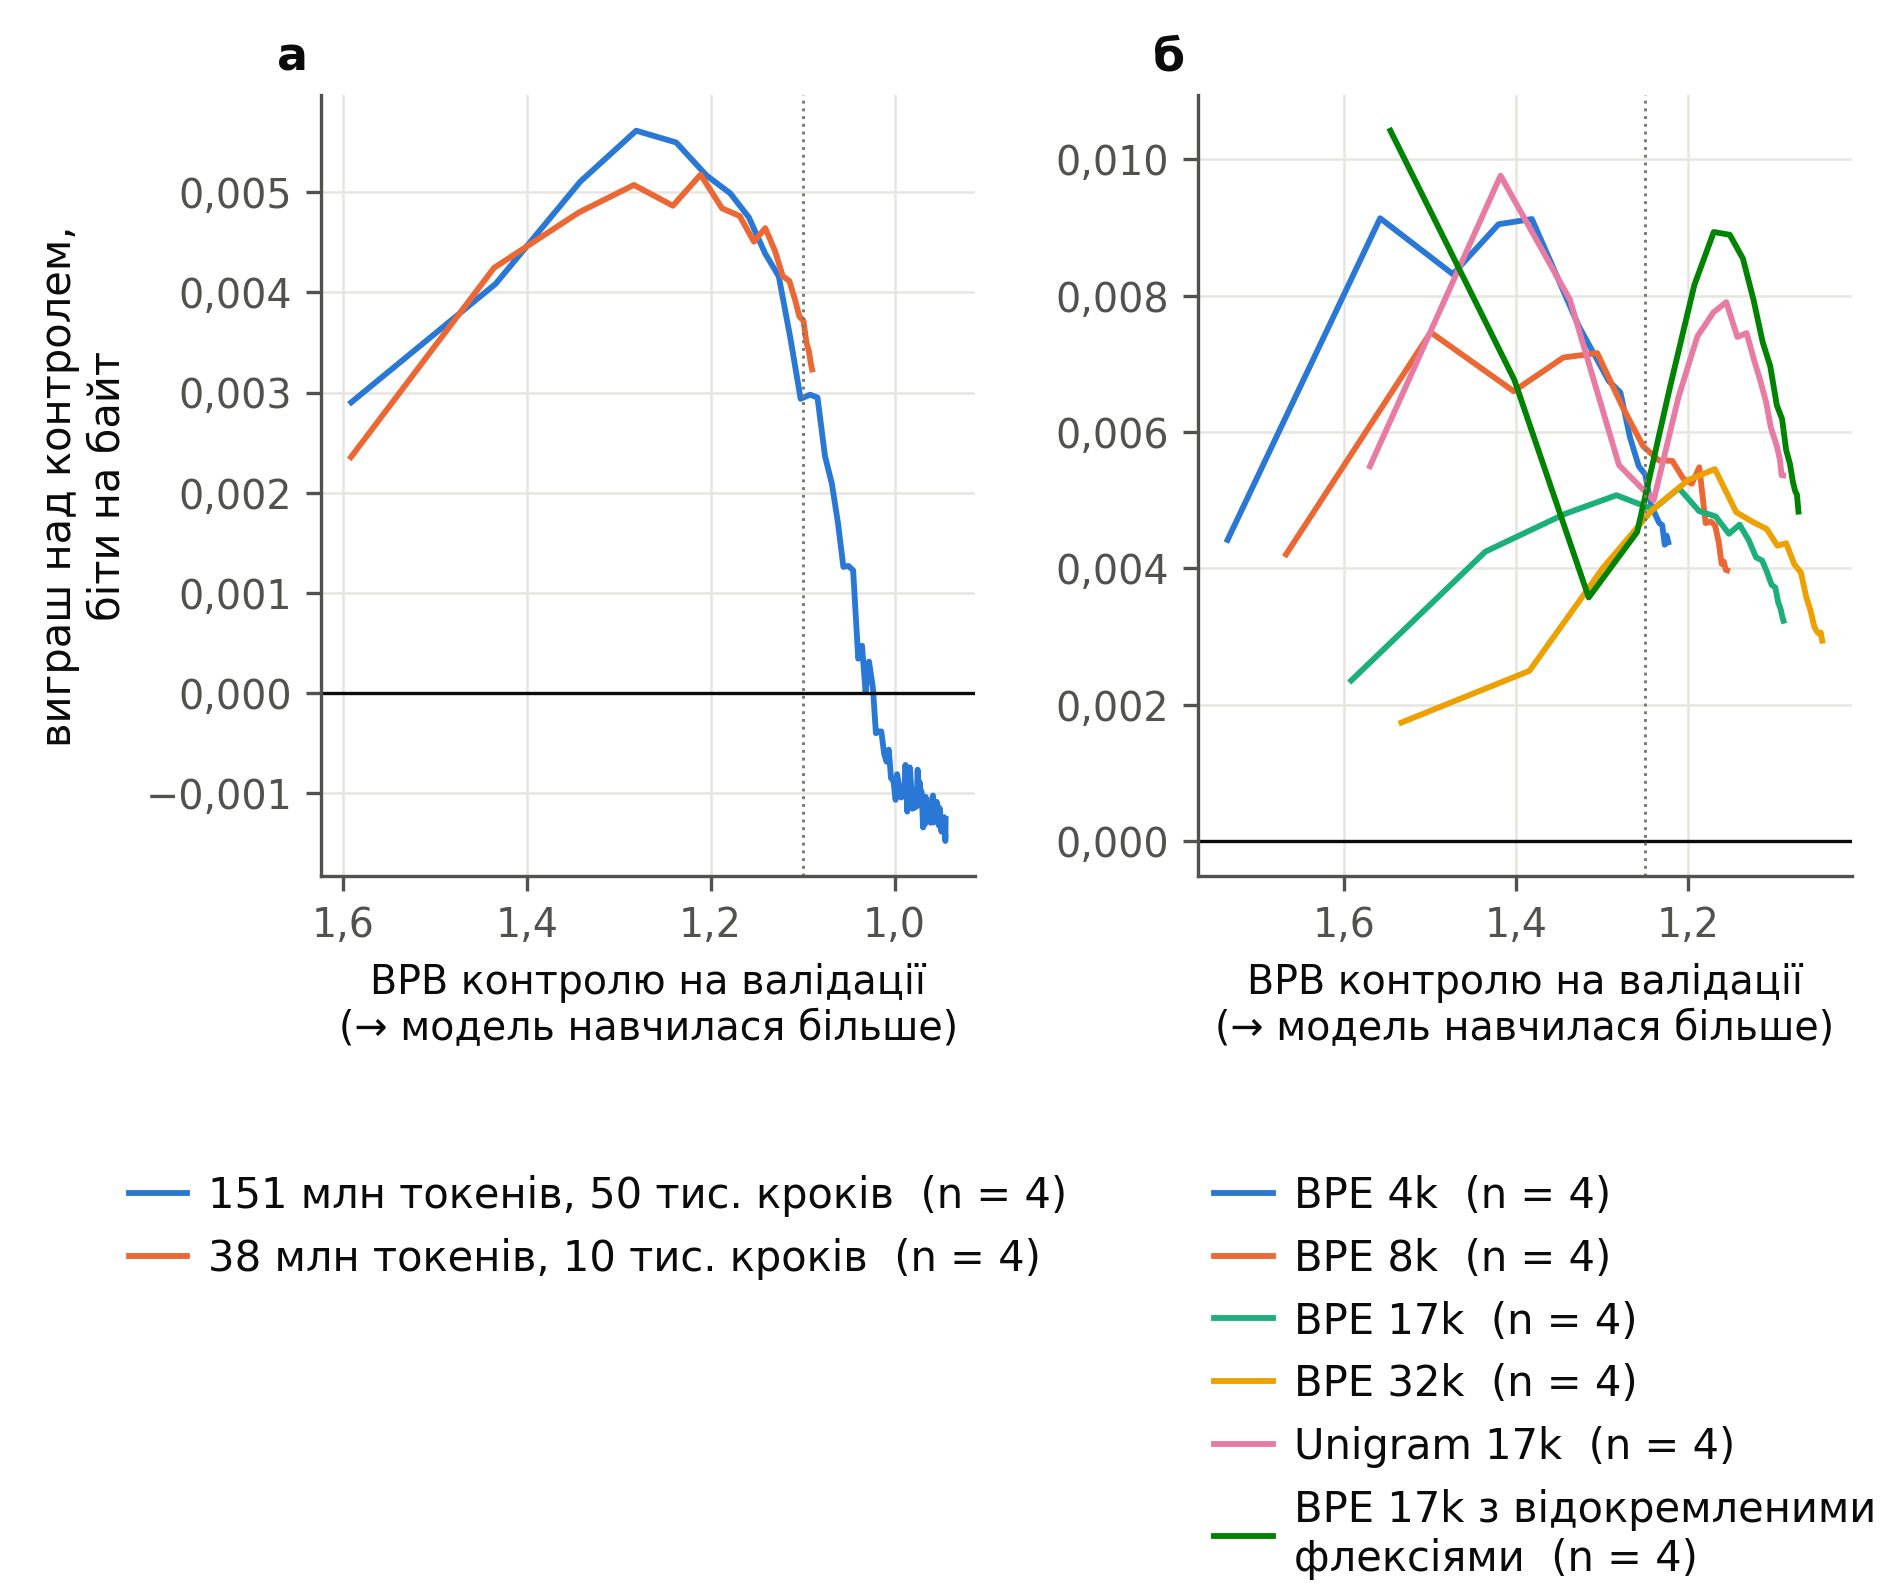 а
виграш над контролем,
біти на байт
0,005
0,004
0,003
0,002
0,001
0,000
−0,001
1,6
1,4
1,2
1,0
BPB контролю на валідації
(→ модель навчилася більше)
151 млн токенів, 50 тис. кроків (n = 4)
38 млн токенів, 10 тис. кроків (n = 4)
б
0,010
0,008
0,006
0,004
0,002
0,000
1,6
1,4
1,2
BPB контролю на валідації
(→ модель навчилася більше)
BPE 4k (n = 4)
BPE 8k (n = 4)
BPE 17k (n = 4)
BPE 32k (n = 4)
Unigram 17k (n = 4)
BPE 17k з відокремленими
флексіями (n = 4)